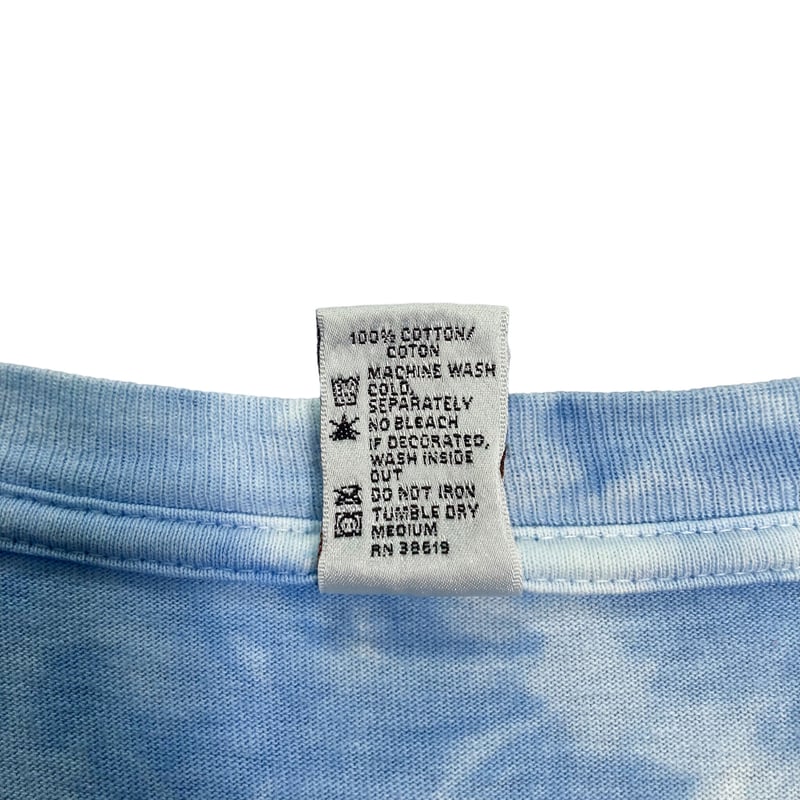 100% COTTON/
COTON
MACHINE WASH
COLD,
SEPARATELY
NO BLEACH
IF DECORATED,
WASH INSIDE
OUT
DO NOT IRON
TUMBLE DRY
MEDIUM
RN 38619